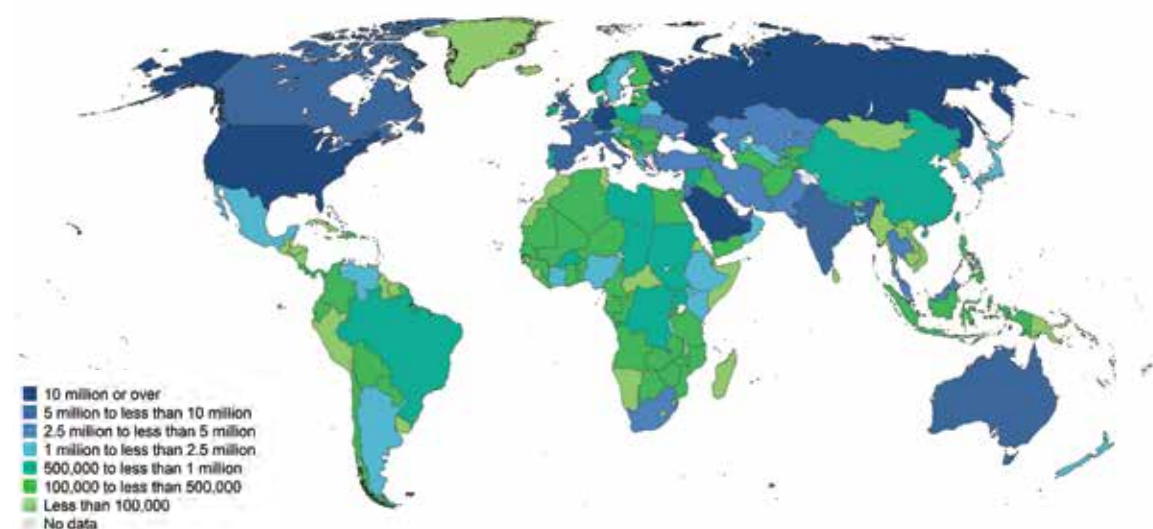 10 million or over
5 million to less than 10 million
2.5 million to less than 5 million
1 million to less than 2.5 million
500,000 to less than 1 million
100,000 to less than 500,000
Less than 100,000
No data